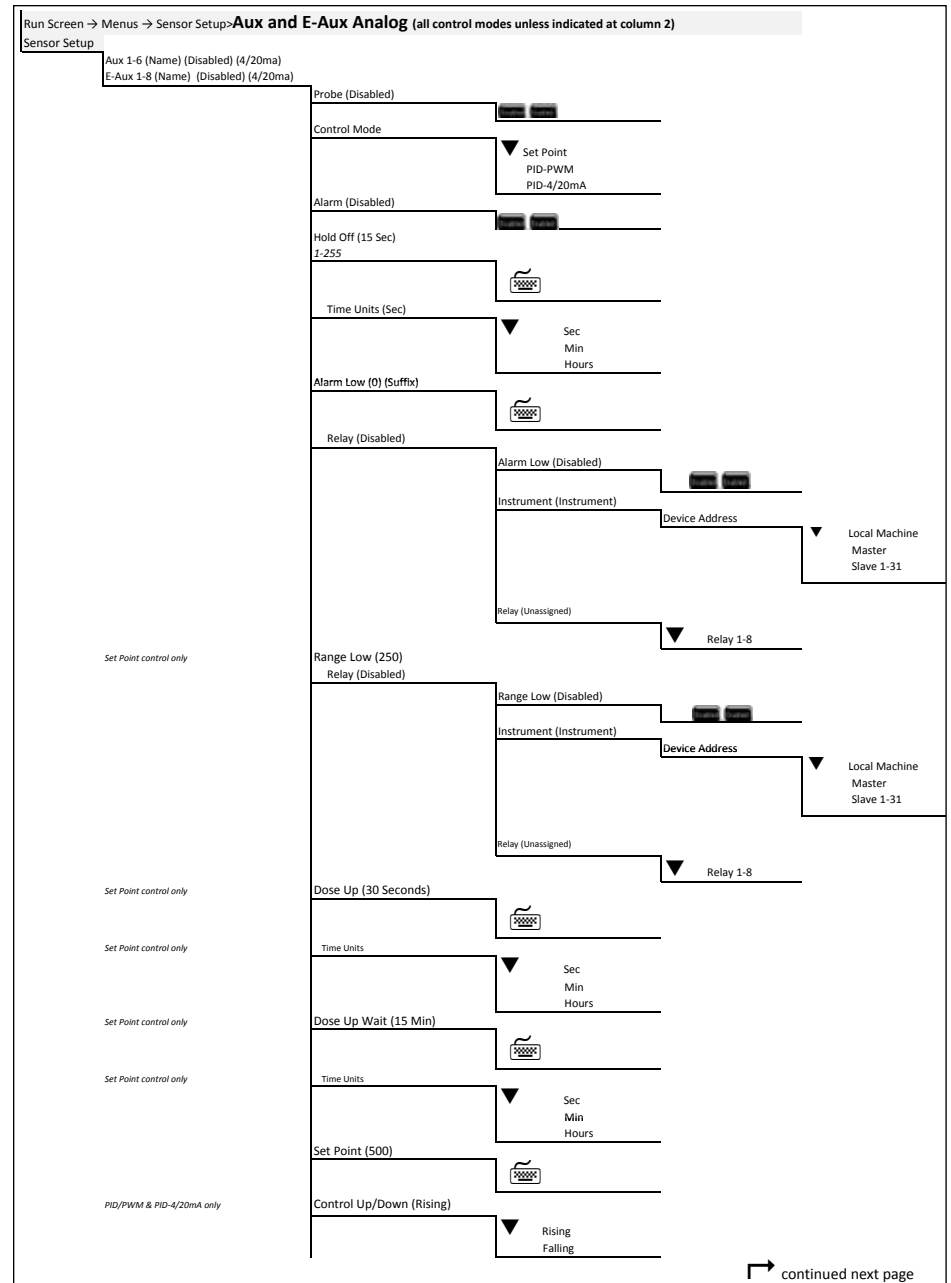 Run Screen → Menus → Sensor Setup>Aux and E-Aux Analog (all control modes unless indicated at column 2)
Sensor Setup
Aux 1-6 (Name) (Disabled) (4/20ma)
E-Aux 1-8 (Name) (Disabled) (4/20ma)
Probe (Disabled)
Control Mode
▼ Set Point
PID-PWM
PID-4/20mA
Alarm (Disabled)
Hold Off (15 Sec)
1-255
Time Units (Sec)
▼ Sec
Min
Hours
Alarm Low (0) (Suffix)
Relay (Disabled)
Alarm Low (Disabled)
Instrument (Instrument)
Device Address
▼ Local Machine
Master
Slave 1-31
Relay (Unassigned)
▼ Relay 1-8
Set Point control only Range Low (250)
Relay (Disabled)
Range Low (Disabled)
Instrument (Instrument)
Device Address
▼ Local Machine
Master
Slave 1-31
Relay (Unassigned)
▼ Relay 1-8
Set Point control only Dose Up (30 Seconds)
Set Point control only Time Units
▼ Sec
Min
Hours
Set Point control only Dose Up Wait (15 Min)
Set Point control only Time Units
▼ Sec
Min
Hours
Set Point (500)
PID/PWM & PID-4/20mA only Control Up/Down (Rising)
▼ Rising
Falling
continued next page